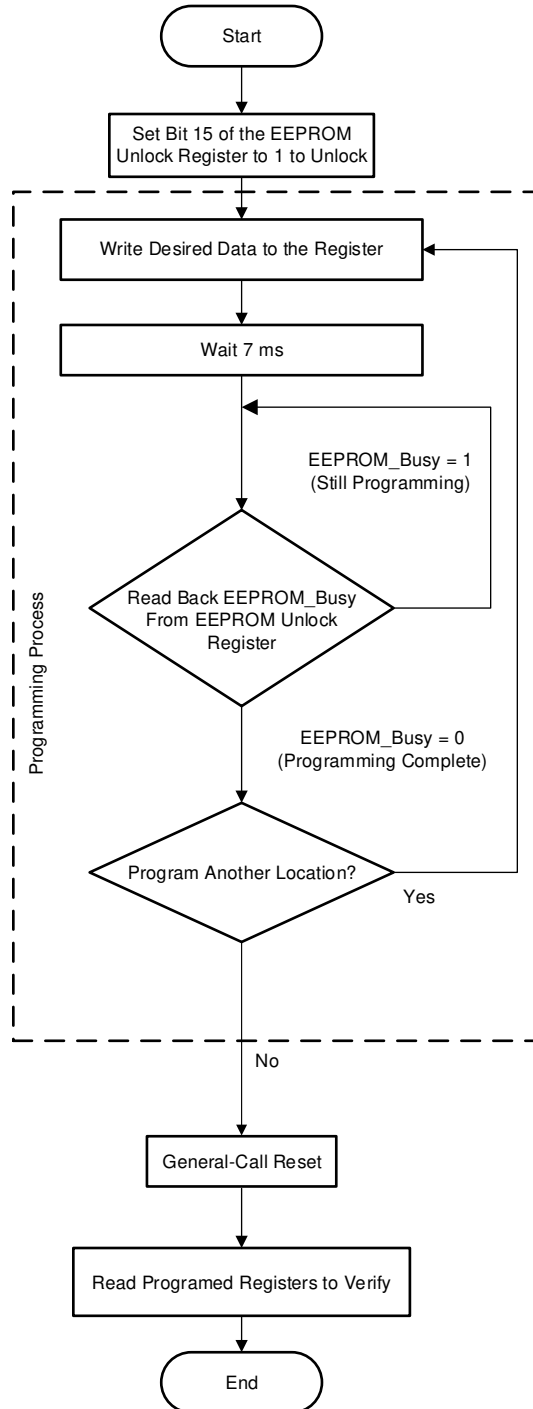 Start
Set Bit 15 of the EEPROM
Unlock Register to 1 to Unlock
Write Desired Data to the Register
Wait 7 ms
EEPROM_Busy = 1
(Still Programming)
Read Back EEPROM_Busy
From EEPROM Unlock
Register
Programming Process
EEPROM_Busy = 0
(Programming Complete)
Program Another Location?
Yes
No
General-Call Reset
Read Programed Registers to Verify
End